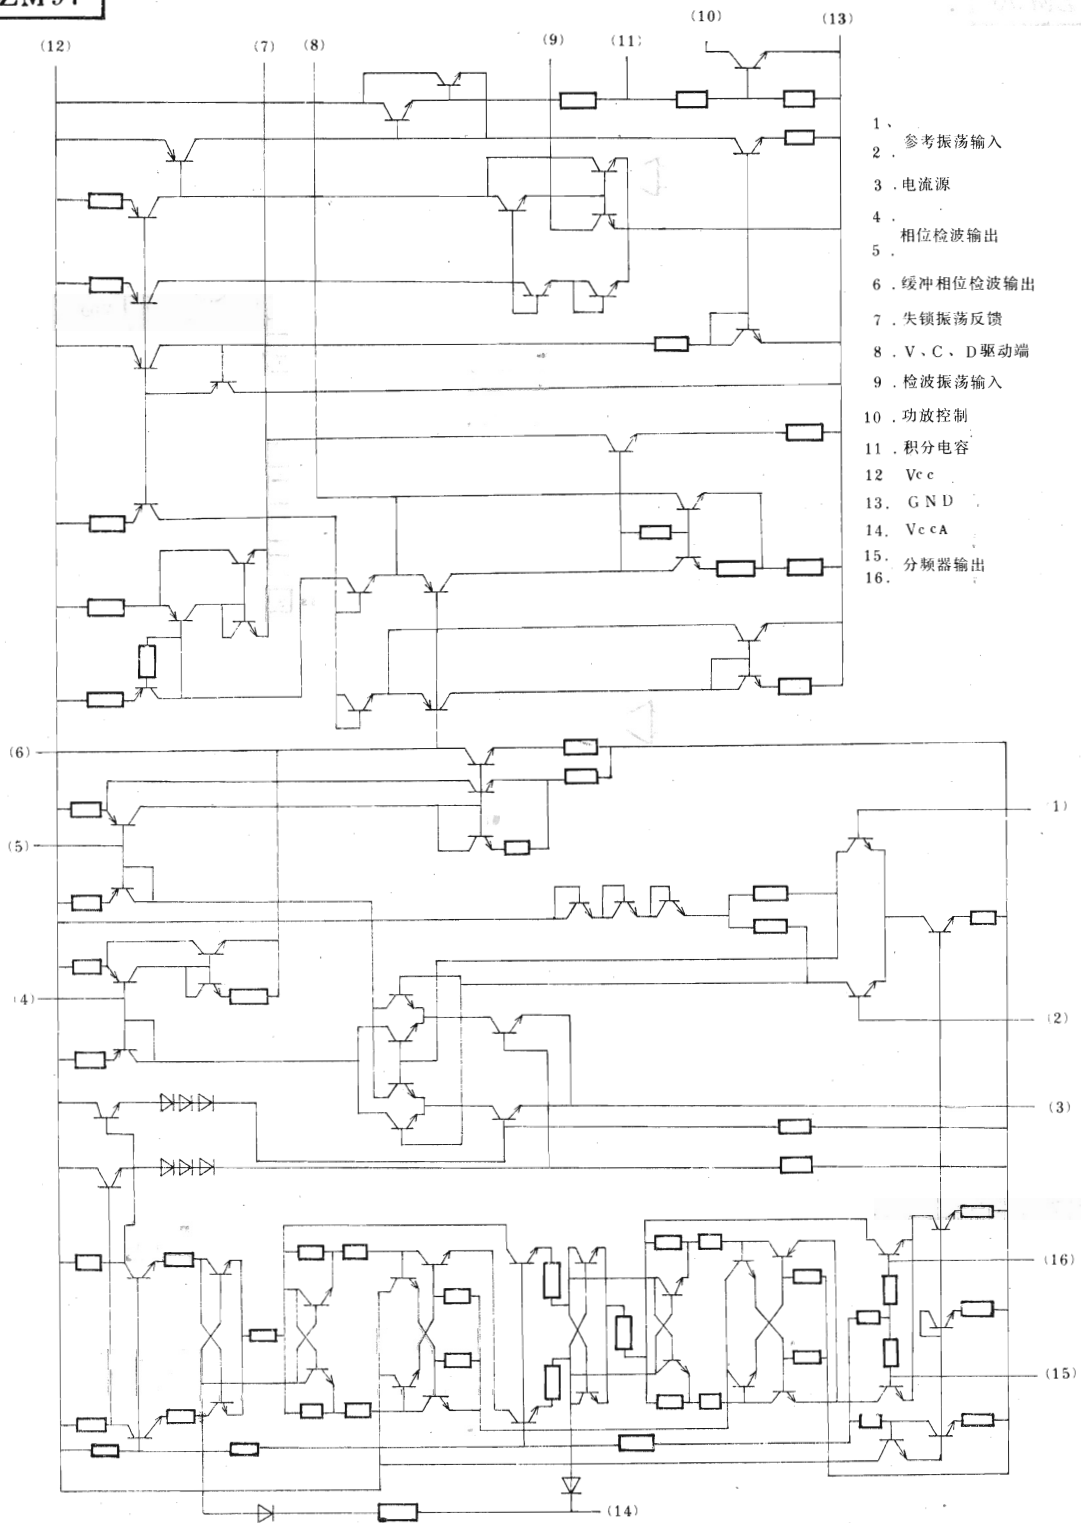 ZM97
(10)
(13)
(12)
(7)
(8)
(9)
(11)
1、
参考振荡输入
2 .
3 .电流源
4 .
相位检波输出
5 .
6 .缓冲相位检波输出
7 .失锁振荡反馈
8 .V、C、D驱动端
9 .检波振荡输入
10 .功放控制
11 .积分电容
12 Vcc
13. GND
14. VccA
15.
分频器输出
16.
(6)
1)
(5)
(4)
(2)
(3)
(16)
(15)
(14)